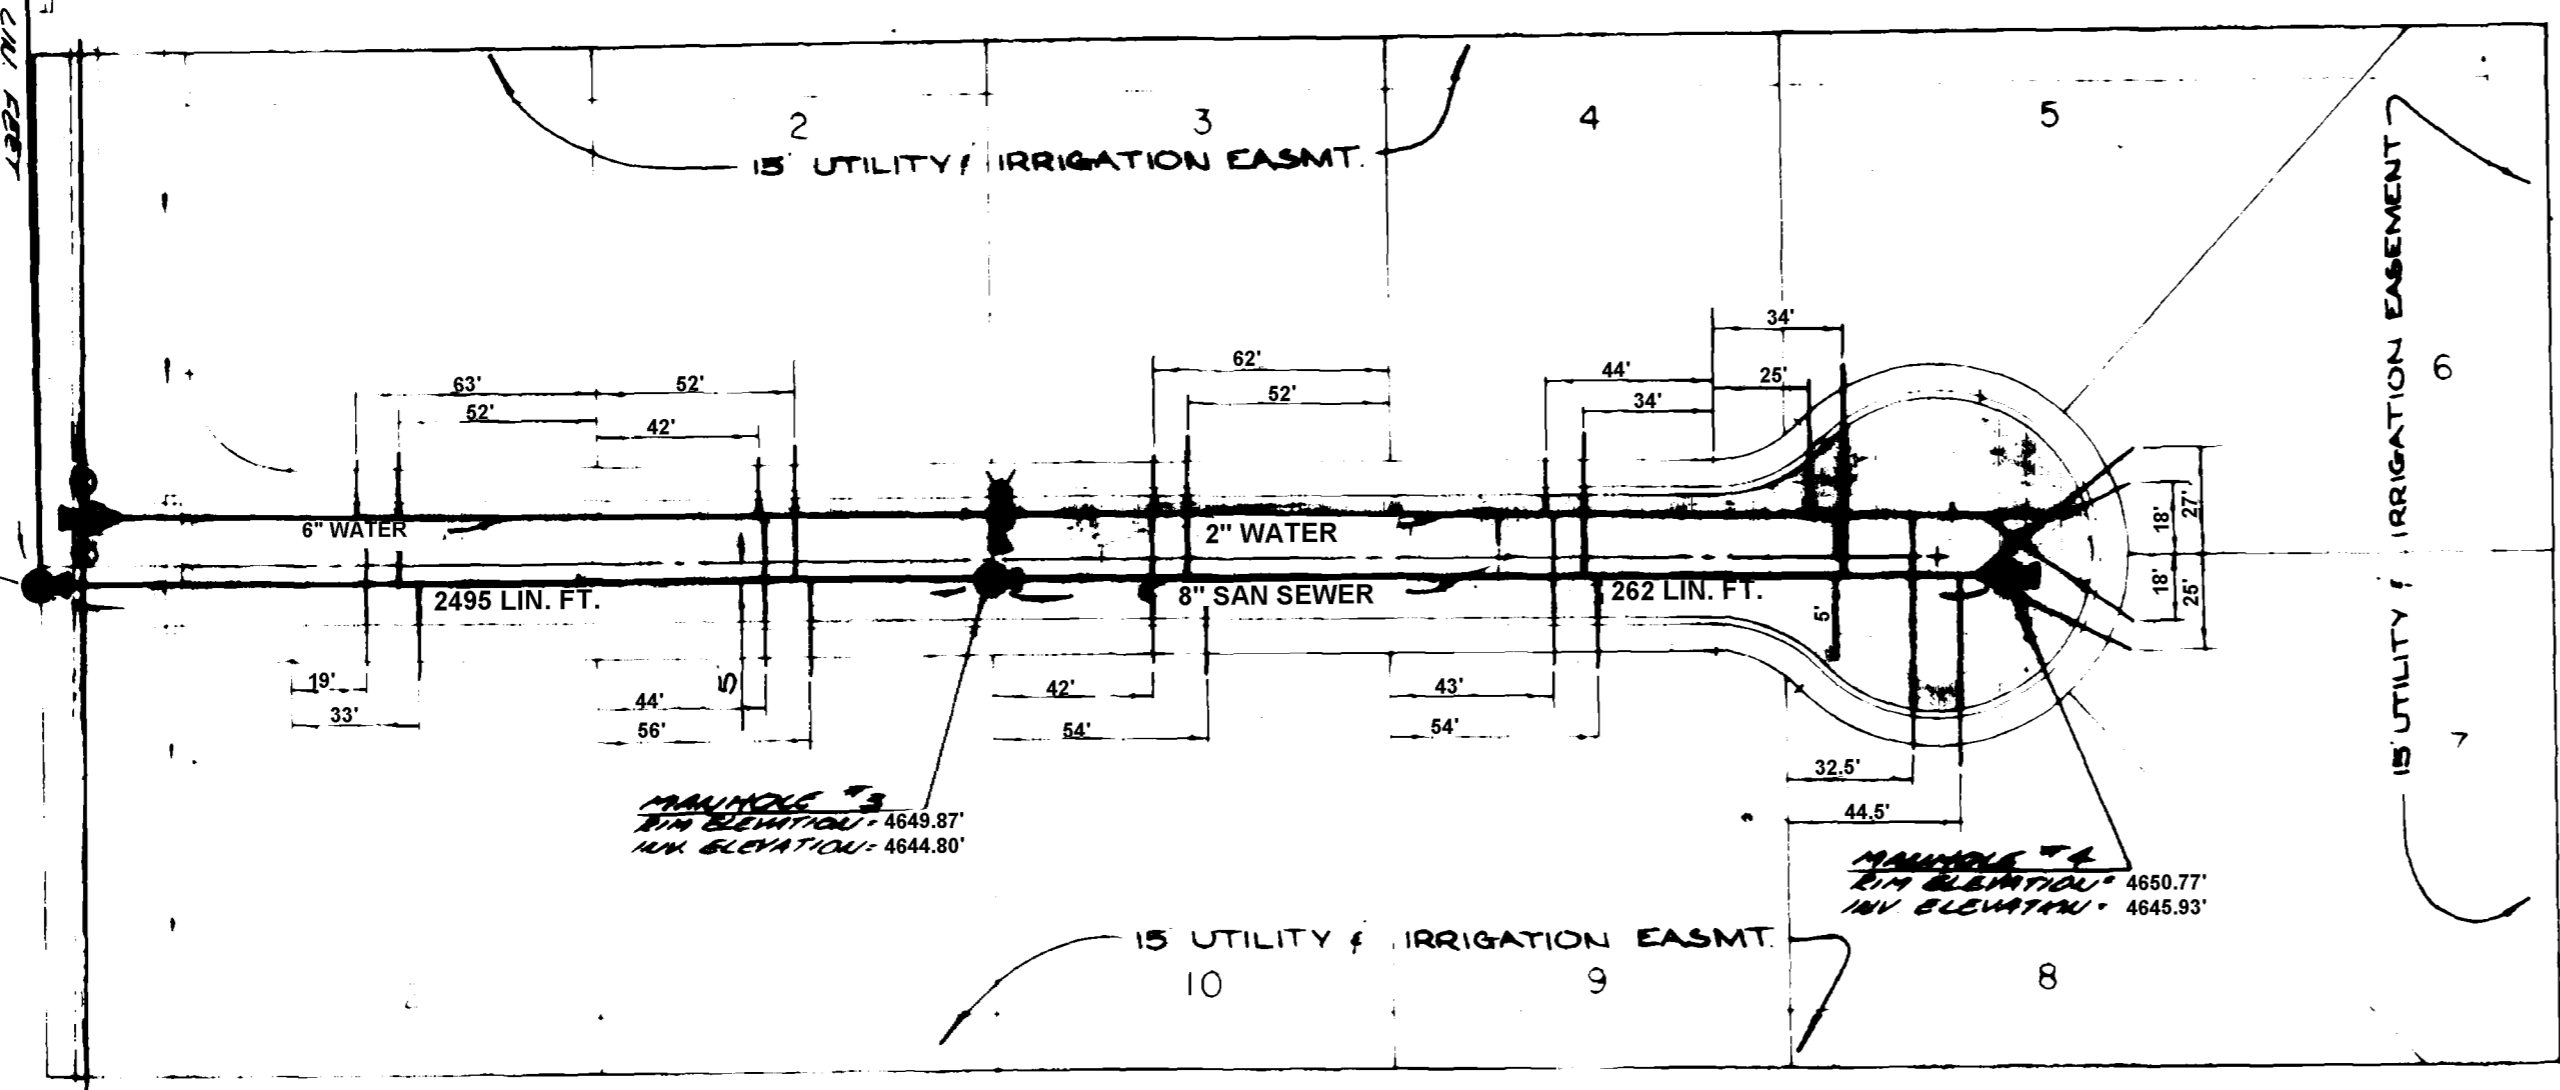 LIN. FEET
2
3
4
5
15' UTILITY & IRRIGATION EASMT.
15' UTILITY & IRRIGATION EASEMENT
6
7
34'
62'
44'
25'
63'
52'
52'
34'
52'
42'
6" WATER
2" WATER
18'
27'
18'
25'
2495 LIN. FT.
8" SAN SEWER
262 LIN. FT.
5'
19'
33'
44'
5
56'
42'
54'
43'
54'
32.5'
44.5'
MANHOLE #3
RIM ELEVATION= 4649.87'
INV. ELEVATION= 4644.80'
MANHOLE #4
RIM ELEVATION= 4650.77'
INV. ELEVATION= 4645.93'
15' UTILITY & IRRIGATION EASMT.
10
9
8